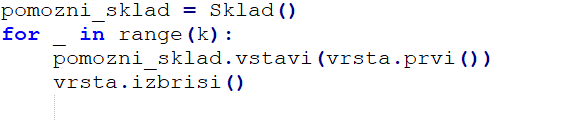 pomozni_sklad = Sklad()
for _ in range(k):
    pomozni_sklad.vstavi(vrsta.prvi())
    vrsta.izbrisi()